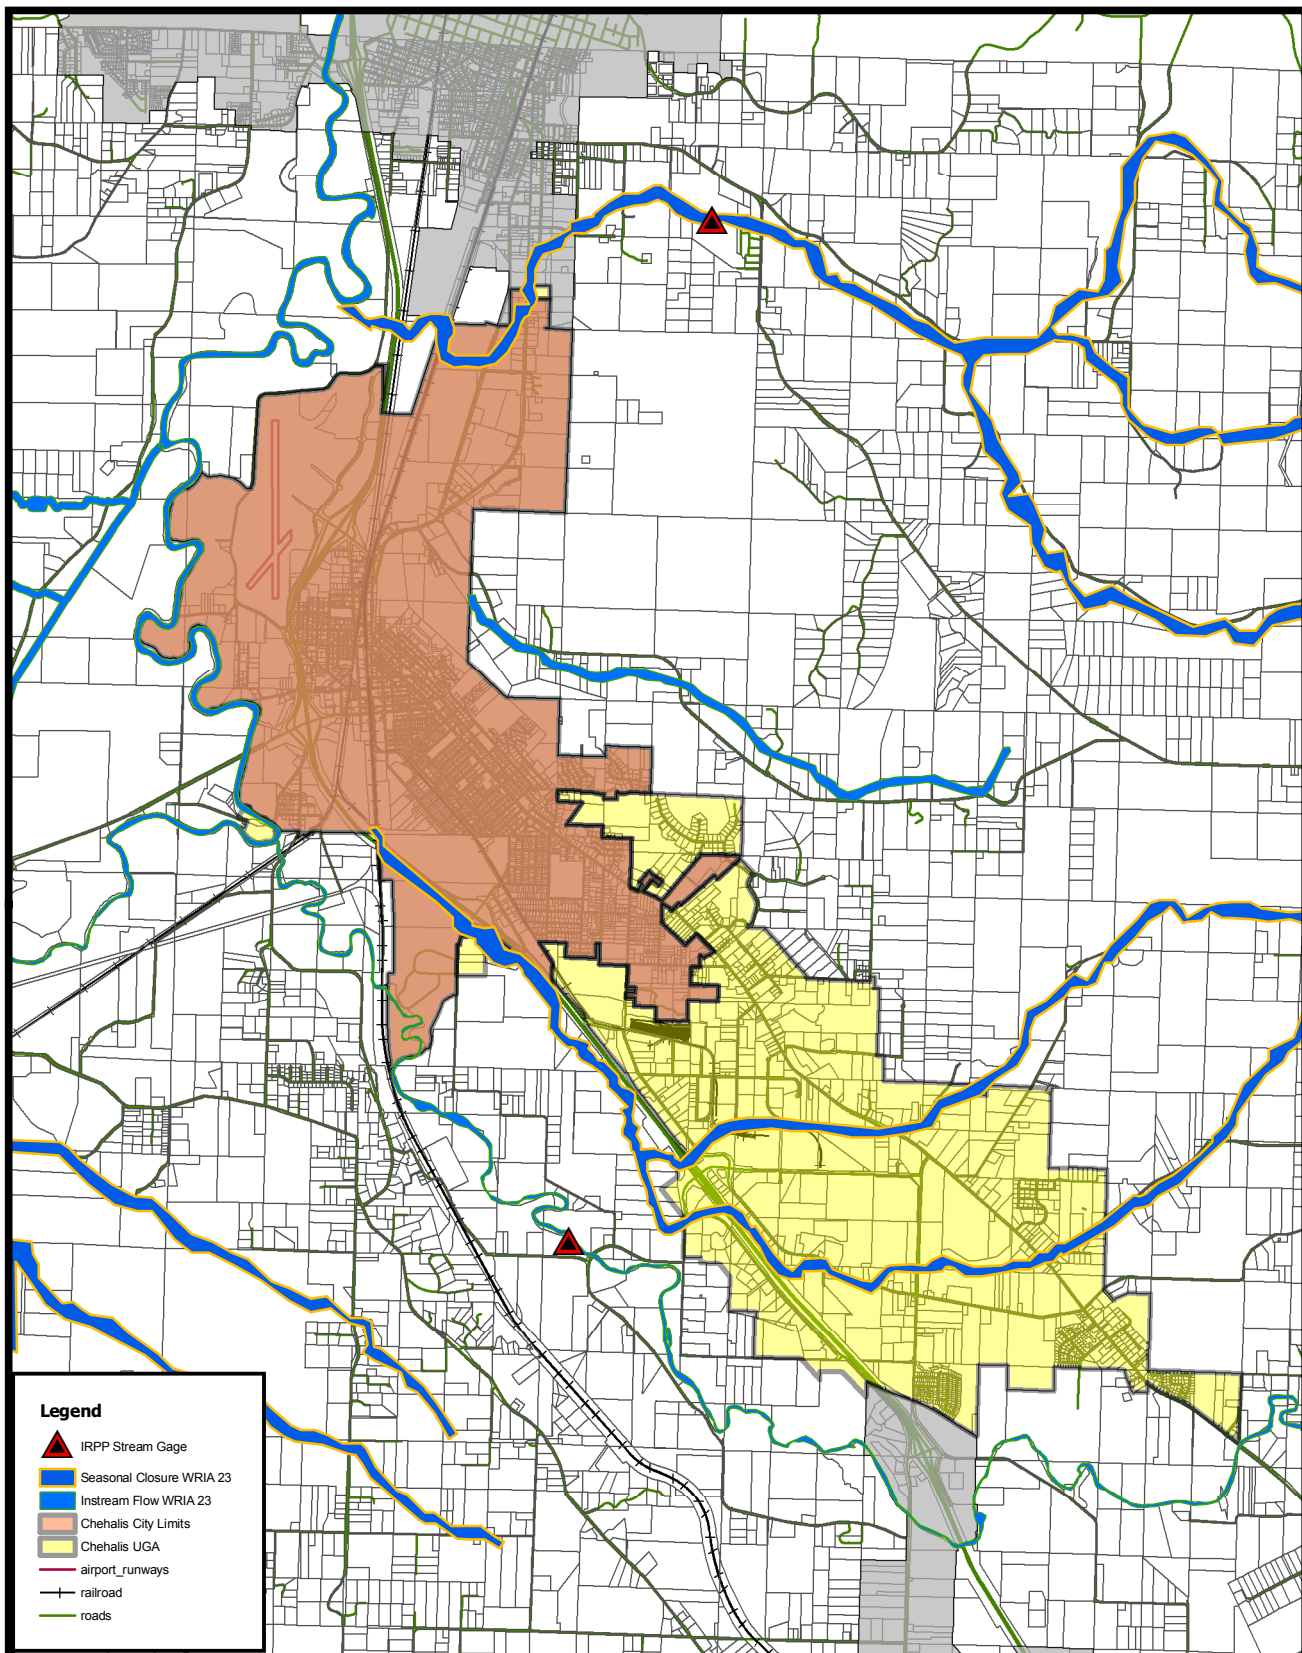 Legend
IRPP Stream Gage
Seasonal Closure WRIA 23
Instream Flow WRIA 23
Chehalis City Limits
Chehalis UGA
airport_runways
railroad
roads